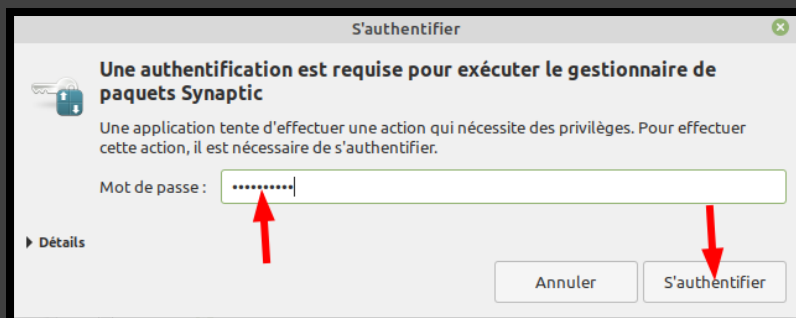 S'authentifier
Une authentification est requise pour exécuter le gestionnaire de
paquets Synaptic
Une application tente d'effectuer une action qui nécessite des privilèges. Pour effectuer
cette action, il est nécessaire de s'authentifier.
Mot de passe : ••••••••••
Détails
Annuler S'authentifier